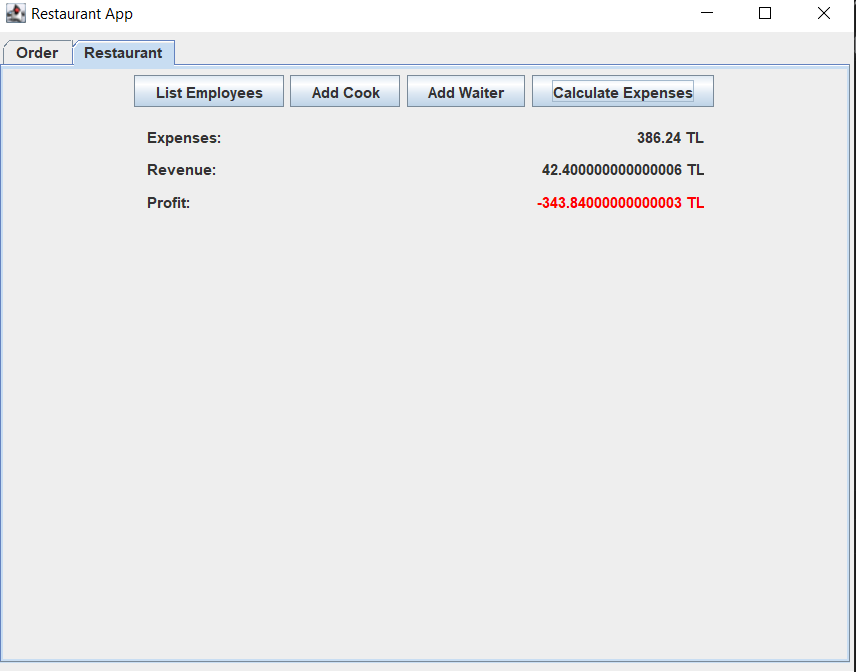 Restaurant App
Order Restaurant
List Employees Add Cook Add Waiter Calculate Expenses
Expenses: 386.24 TL
Revenue: 42.400000000000006 TL
Profit: -343.84000000000003 TL